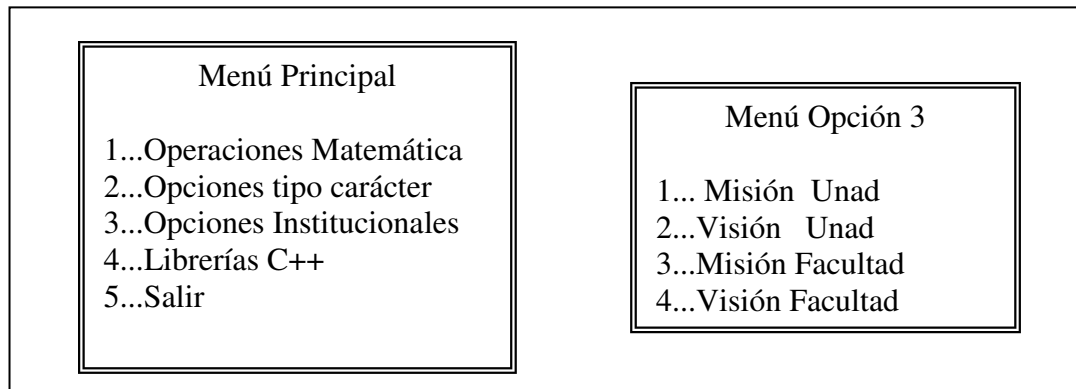 Menú Principal
1...Operaciones Matemática
2...Opciones tipo carácter
3...Opciones Institucionales
4...Librerías C++
5...Salir
Menú Opción 3
1... Misión Unad
2...Visión Unad
3...Misión Facultad
4...Visión Facultad